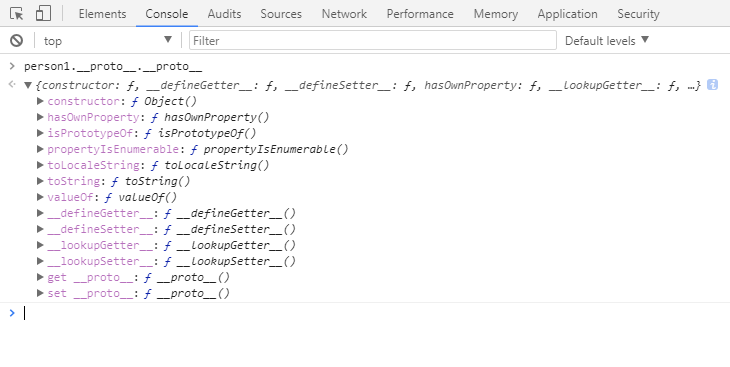 Elements Console Audits Sources Network Performance Memory Application Security
top ▼ Filter Default levels ▼
> person1.__proto__.__proto__
<· ▼ {constructor: ƒ, __defineGetter__: ƒ, __defineSetter__: ƒ, hasOwnProperty: ƒ, __lookupGetter__: ƒ, …} i
▶ constructor: ƒ Object()
▶ hasOwnProperty: ƒ hasOwnProperty()
▶ isPrototypeOf: ƒ isPrototypeOf()
▶ propertyIsEnumerable: ƒ propertyIsEnumerable()
▶ toLocaleString: ƒ toLocaleString()
▶ toString: ƒ toString()
▶ valueOf: ƒ valueOf()
▶ __defineGetter__: ƒ __defineGetter__()
▶ __defineSetter__: ƒ __defineSetter__()
▶ __lookupGetter__: ƒ __lookupGetter__()
▶ __lookupSetter__: ƒ __lookupSetter__()
▶ get __proto__: ƒ __proto__()
▶ set __proto__: ƒ __proto__()
>